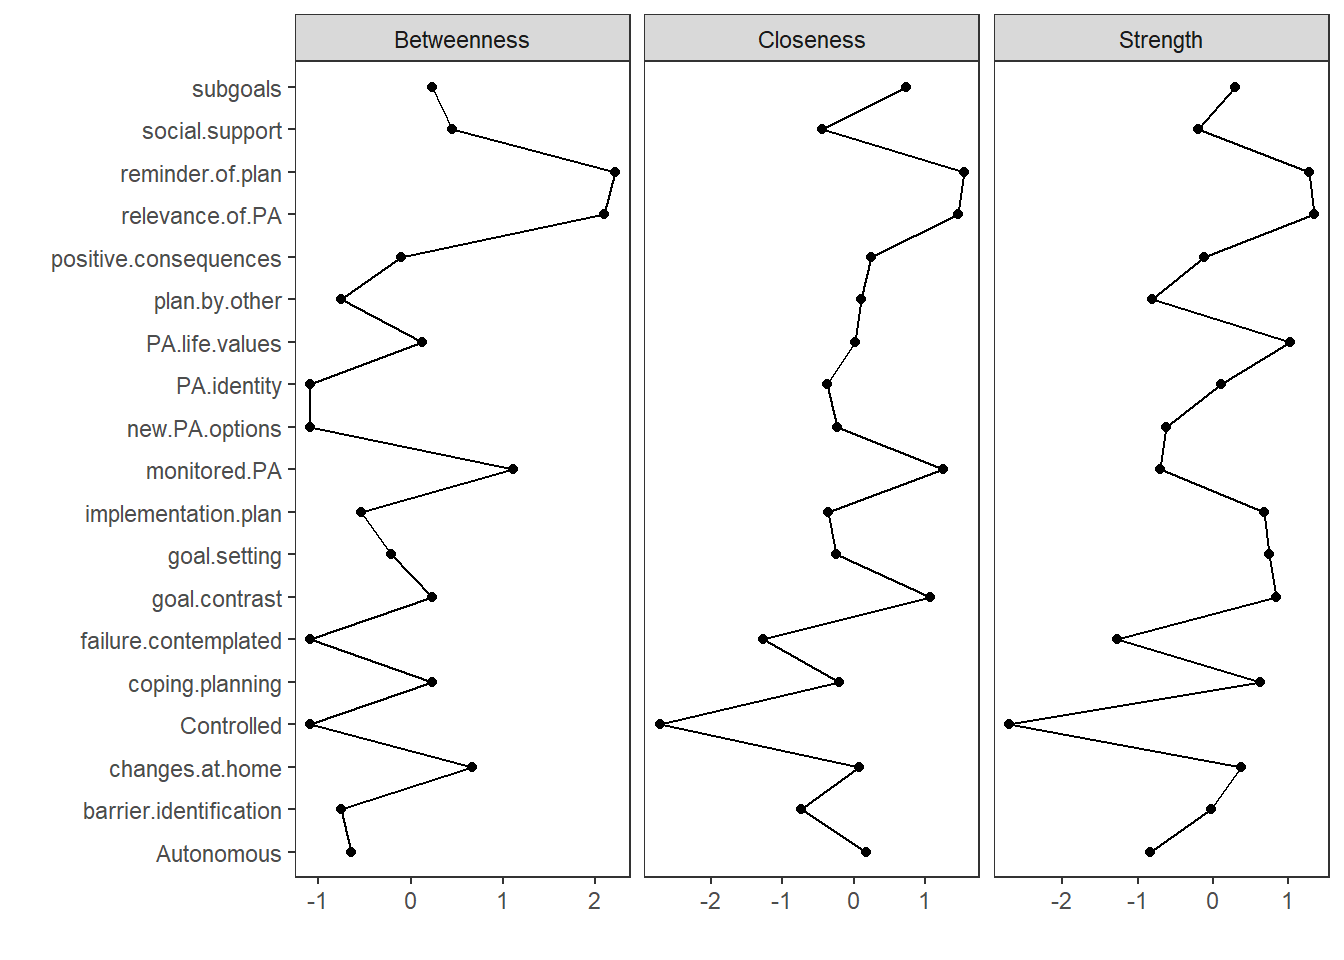 Betweenness Closeness Strength
subgoals
social.support
reminder.of.plan
relevance.of.PA
positive.consequences
plan.by.other
PA.life.values
PA.identity
new.PA.options
monitored.PA
implementation.plan
goal.setting
goal.contrast
failure.contemplated
coping.planning
Controlled
changes.at.home
barrier.identification
Autonomous
-1 0 1 2 -2 -1 0 1 -2 -1 0 1